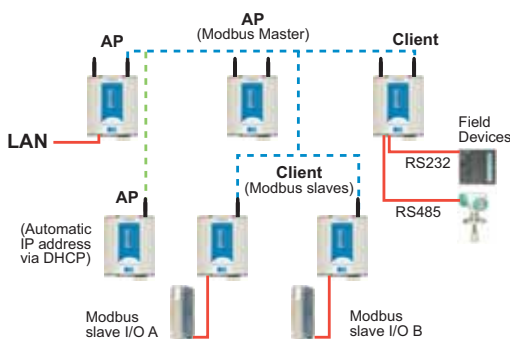 AP
(Modbus Master)
AP
Client
LAN
Field
Devices
RS232
RS485
Client
(Modbus slaves)
AP
(Automatic
IP address
via DHCP)
Modbus
slave I/O A
Modbus
slave I/O B